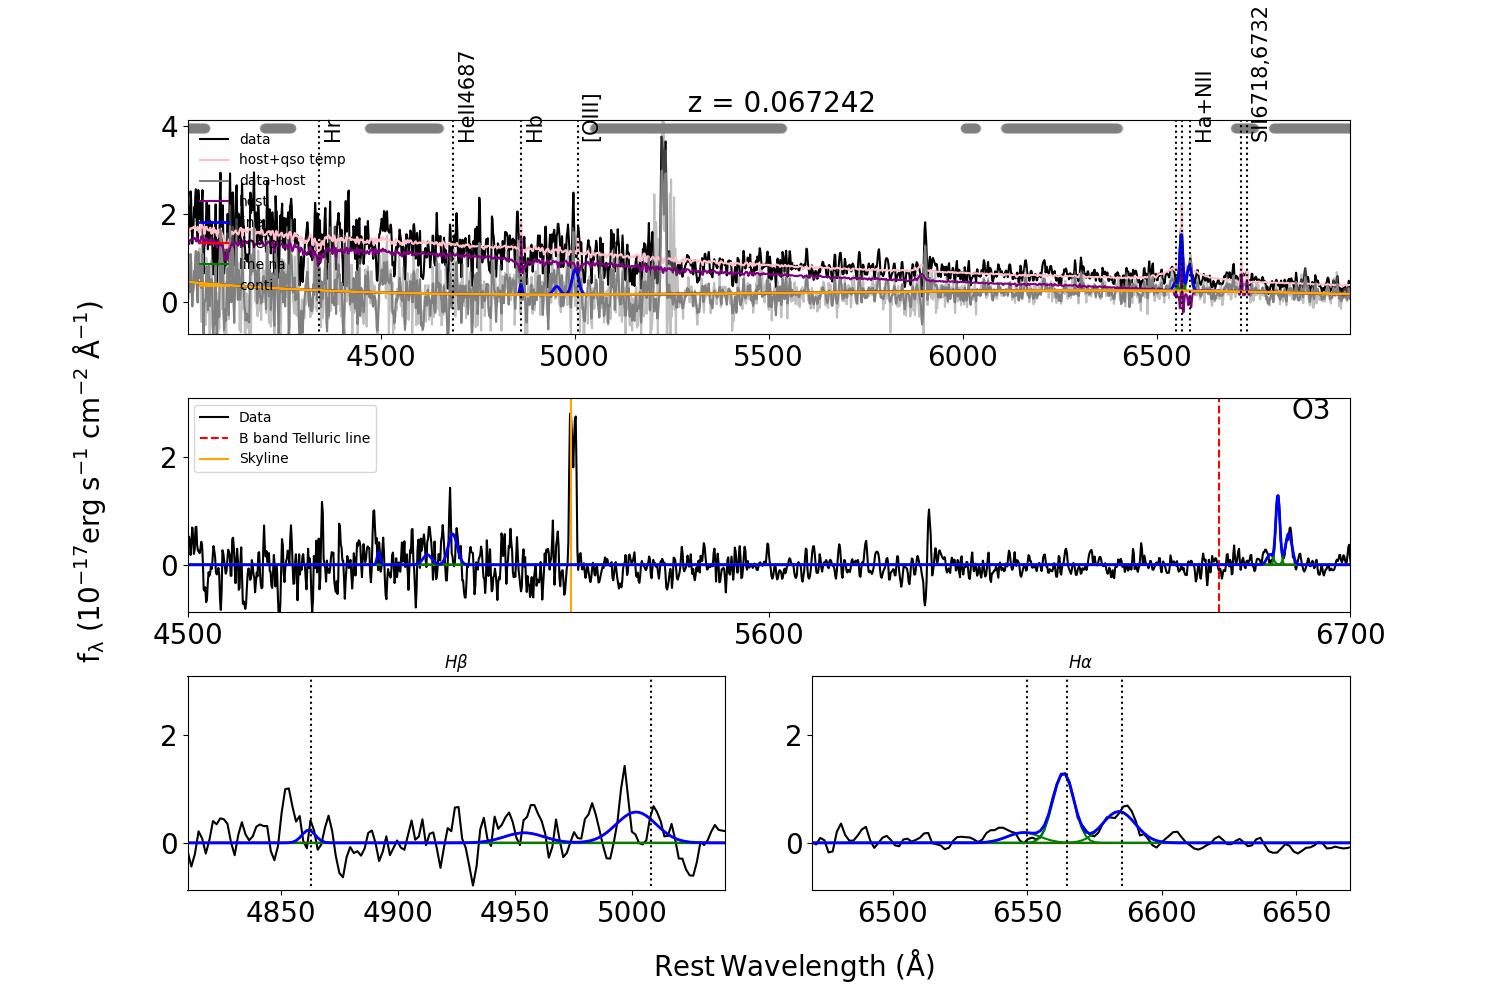 z = 0.067242
Hr
HeII4687
Hb
[OIII]
Ha+NII
SII6718,6732
data
host+qso temp
data-host
host
line na
conti
4
2
0
4500 5000 5500 6000 6500
f_λ (10^−17 erg s^−1 cm^−2 Å^−1)
O3
Data
B band Telluric line
Skyline
2
0
4500 5600 6700
Hβ
2
0
4850 4900 4950 5000
Hα
2
0
6500 6550 6600 6650
Rest Wavelength (Å)